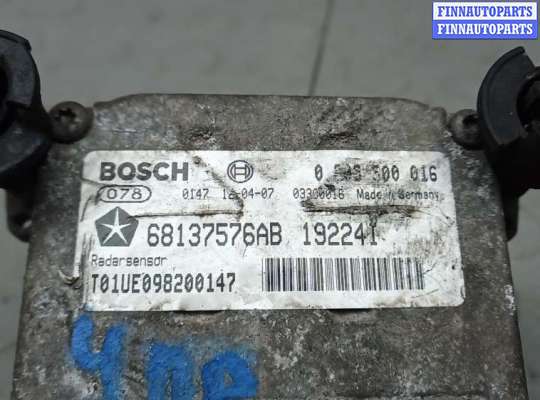 FINNAUTOPARTS
FINNAUTOPARTS
BOSCH
078
0147 12-04-07 03300016 Made in Germany
68137576AB 192241
Radarsensor
T01UE098200147